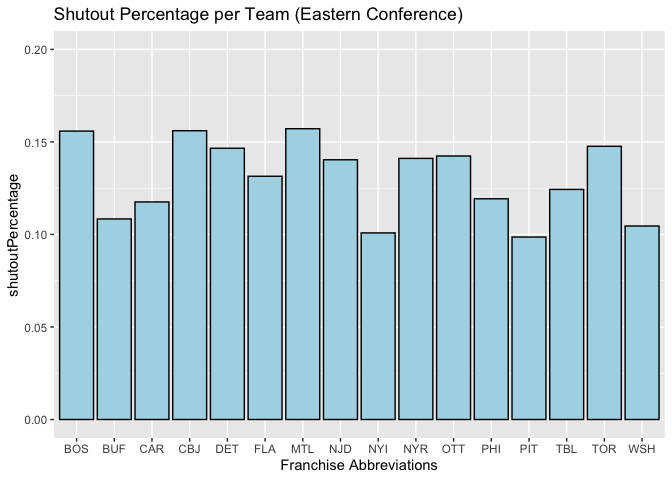 Shutout Percentage per Team (Eastern Conference)
shutoutPercentage
0.20
0.15
0.10
0.05
0.00
BOS BUF CAR CBJ DET FLA MTL NJD NYI NYR OTT PHI PIT TBL TOR WSH
Franchise Abbreviations